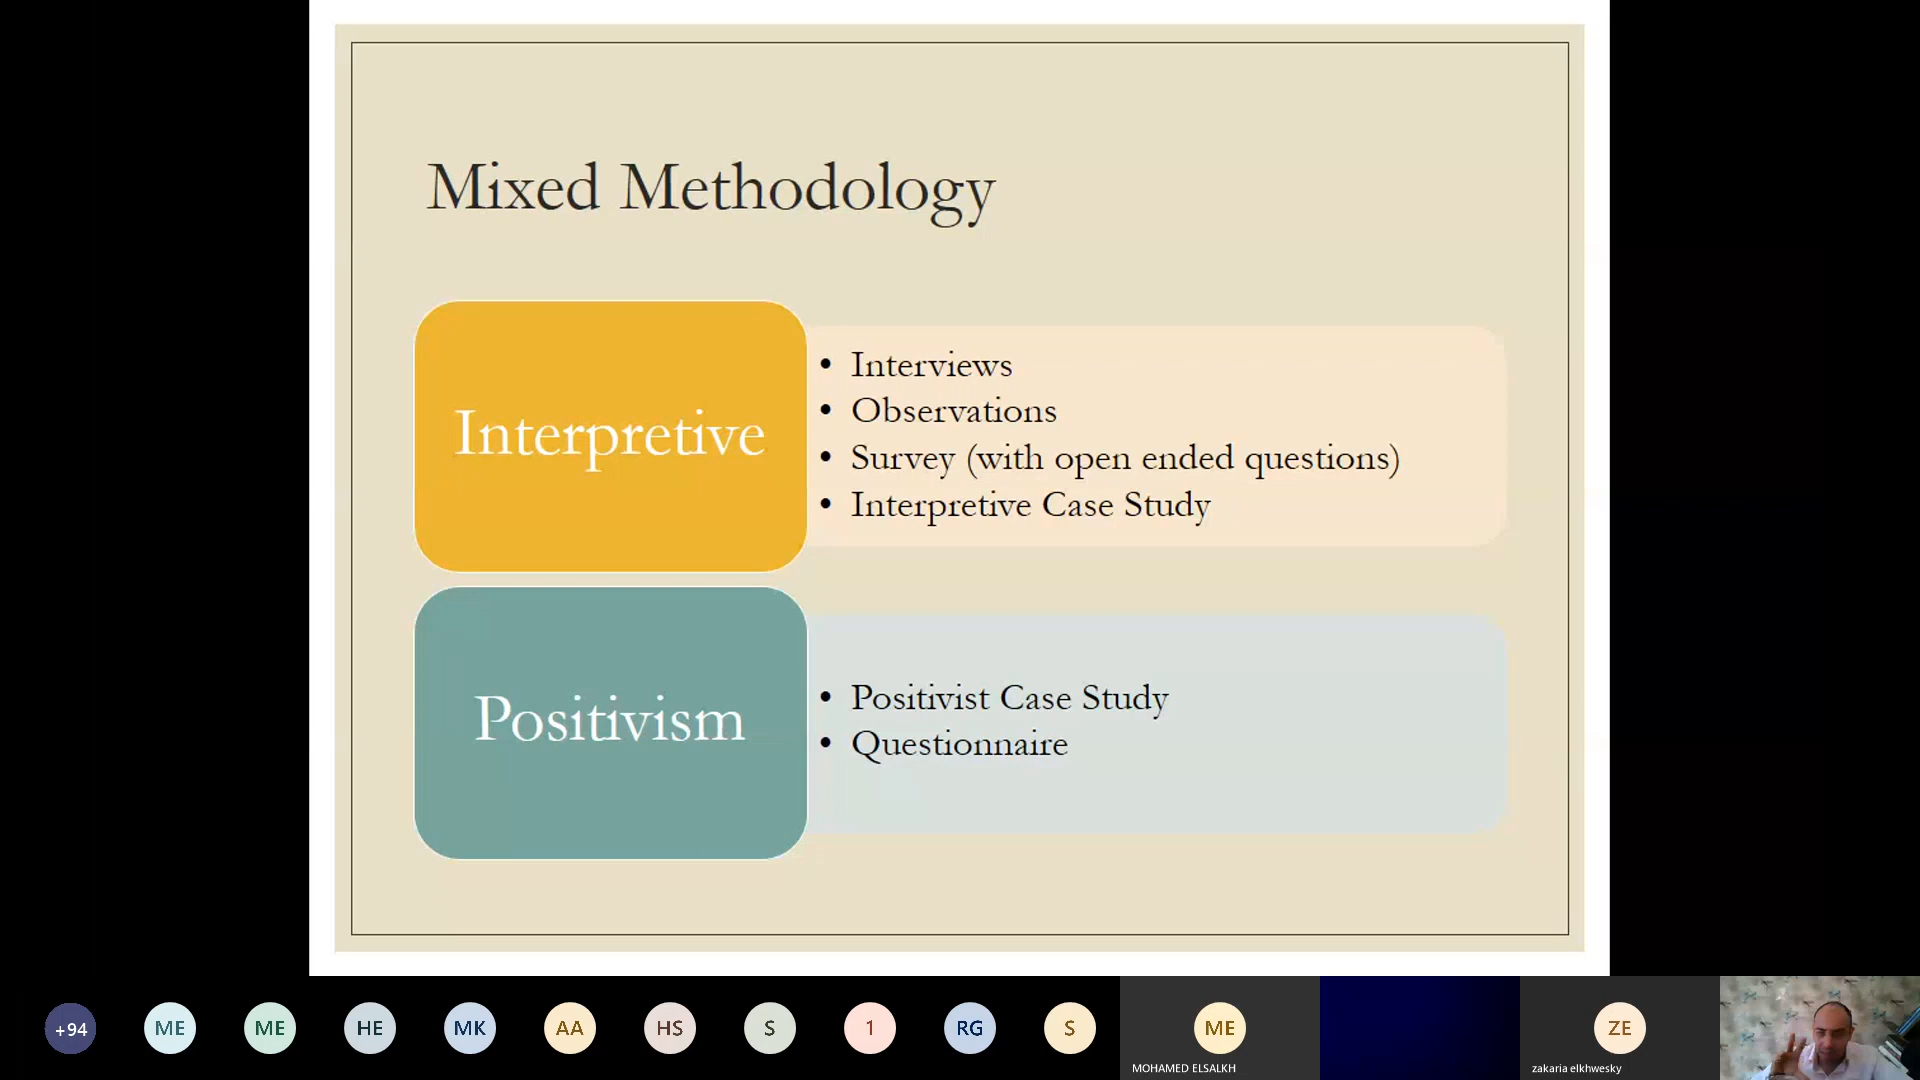 Mixed Methodology
Interpretive
• Interviews
• Observations
• Survey (with open ended questions)
• Interpretive Case Study
Positivism
• Positivist Case Study
• Questionnaire
+94
ME
ME
HE
MK
AA
HS
S
1
RG
S
ME
MOHAMED ELSALKH
ZE
zakaria elkhwesky